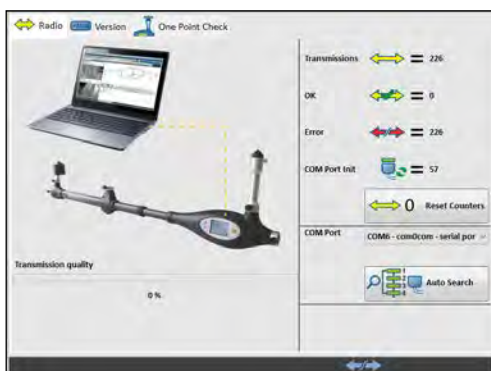 Radio Version One Point Check
Transmissions = 226
OK = 0
Error = 226
COM Port Init = 57
0 Reset Counters
COM Port COM6 - com0com - serial por
Auto Search
Transmission quality
0 %